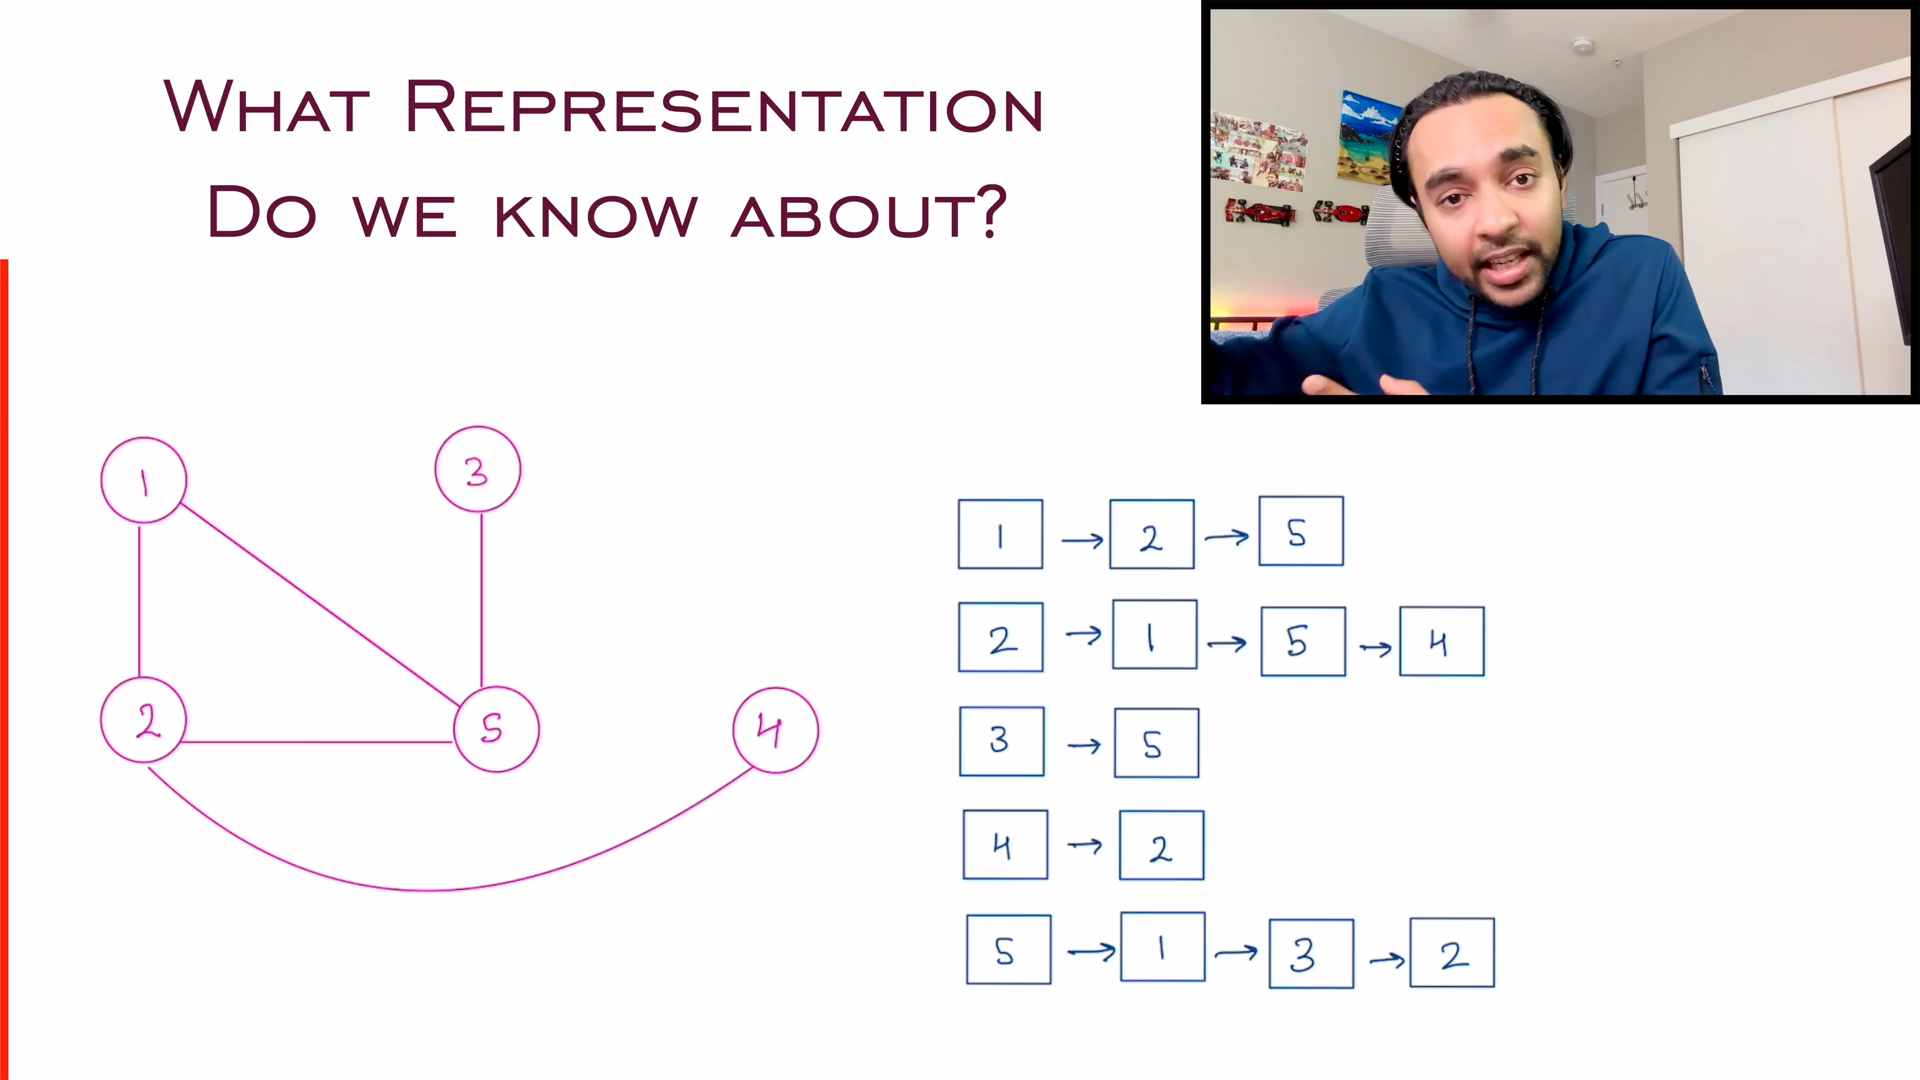 What Representation
Do we know about?
1
3
2
5
4
1 → 2 → 5
2 → 1 → 5 → 4
3 → 5
4 → 2
5 → 1 → 3 → 2